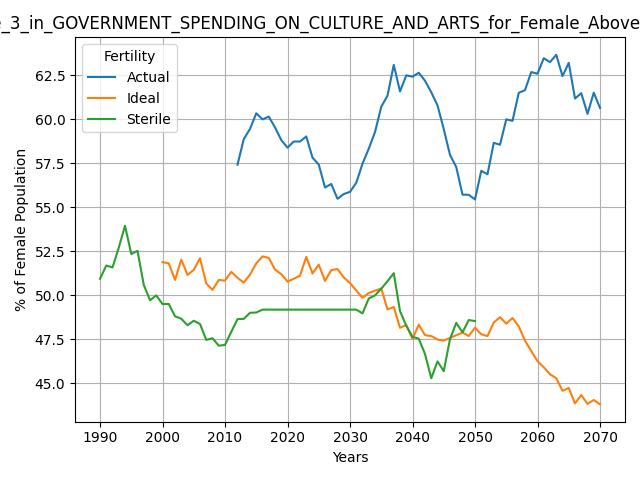 _3_in_GOVERNMENT_SPENDING_ON_CULTURE_AND_ARTS_for_Female_Above
Fertility
Actual
Ideal
Sterile
% of Female Population
62.5
60.0
57.5
55.0
52.5
50.0
47.5
45.0
1990 2000 2010 2020 2030 2040 2050 2060 2070
Years